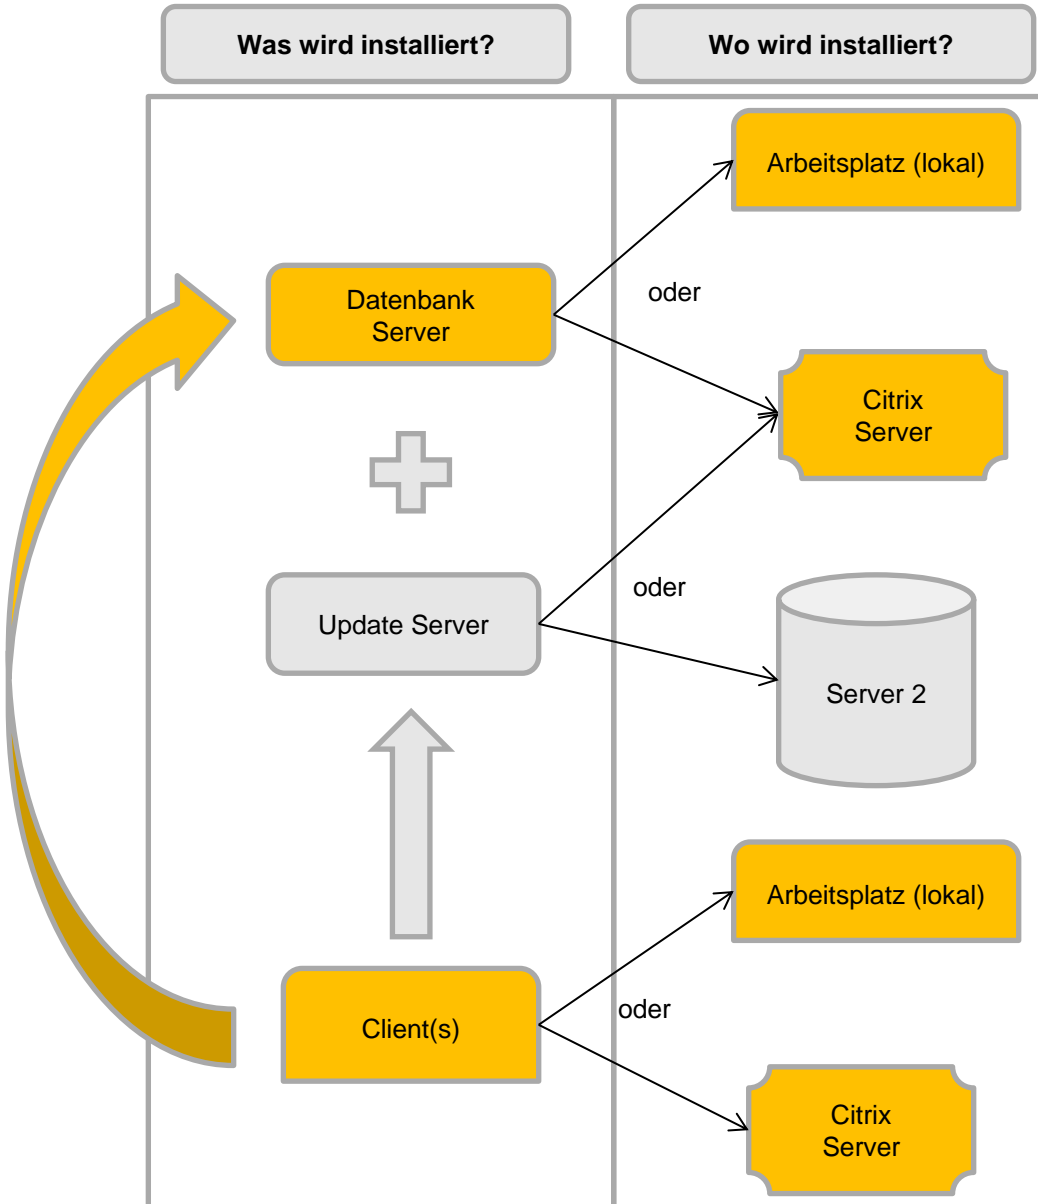 Was wird installiert?
Wo wird installiert?
Arbeitsplatz (lokal)
Datenbank
Server
oder
Citrix
Server
Update Server
oder
Server 2
Arbeitsplatz (lokal)
Client(s)
oder
Citrix
Server